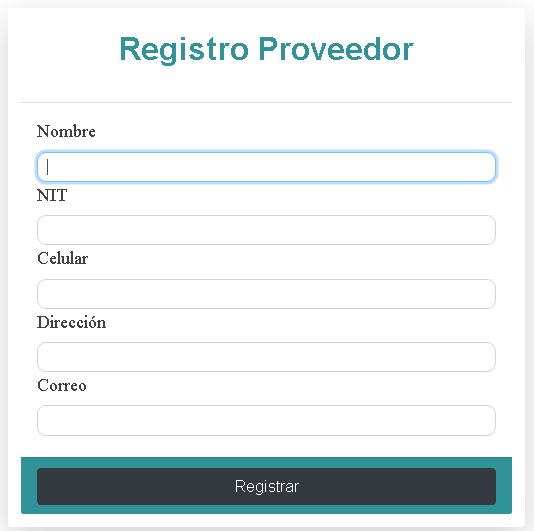 Registro Proveedor
Nombre
NIT
Celular
Dirección
Correo
Registrar